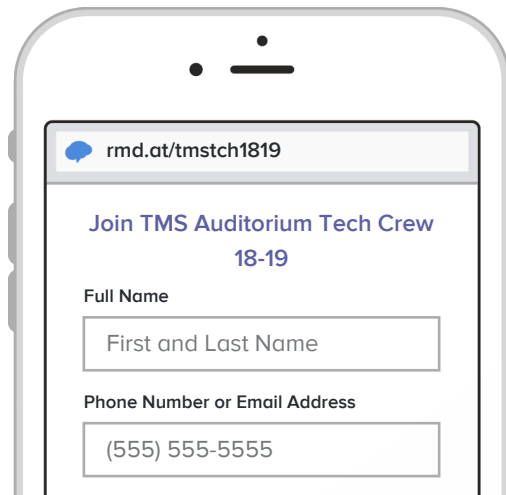 rmd.at/tmstch1819
Join TMS Auditorium Tech Crew
18-19
Full Name
First and Last Name
Phone Number or Email Address
(555) 555-5555